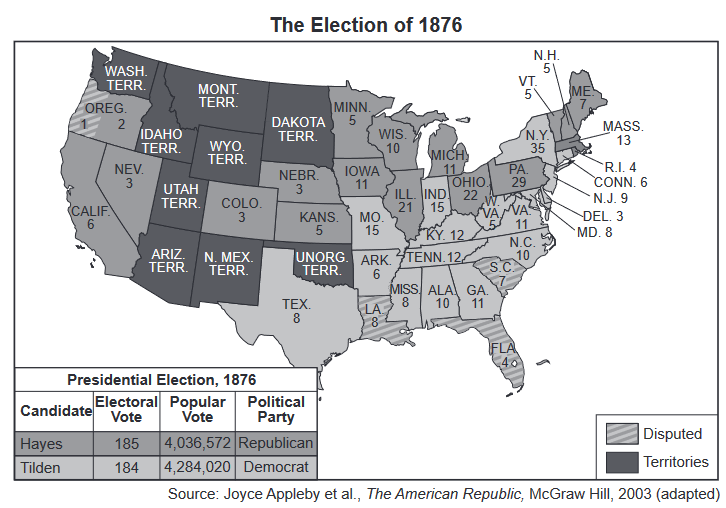 The Election of 1876
N.H.
5
VT.
5
WASH.
TERR.
MONT.
TERR.
ME.
7
OREG.
1 2
MINN.
5
DAKOTA
TERR.
N.Y.
35
MASS.
13
WIS.
10
IDAHO
TERR.
WYO.
TERR.
MICH.
11
R.I. 4
CONN. 6
N.J. 9
DEL. 3
MD. 8
PA.
29
NEV.
3
NEBR.
3
IOWA
11
ILL.
21
IND
15
OHIO
22
UTAH
TERR.
COLO.
3
W.
VA.
5
VA.
11
CALIF.
6
KANS.
5
MO.
15
KY. 12
N.C.
10
ARIZ.
TERR.
N. MEX.
TERR.
UNORG.
TERR.
TENN.12
ARK.
6
S.C.
7
MISS.
8
ALA.
10
GA.
11
TEX.
8
LA.
8
FLA.
4
Presidential Election, 1876
Candidate Electoral Vote Popular Vote Political Party
Hayes 185 4,036,572 Republican
Tilden 184 4,284,020 Democrat
Disputed
Territories
Source: Joyce Appleby et al., The American Republic, McGraw Hill, 2003 (adapted)